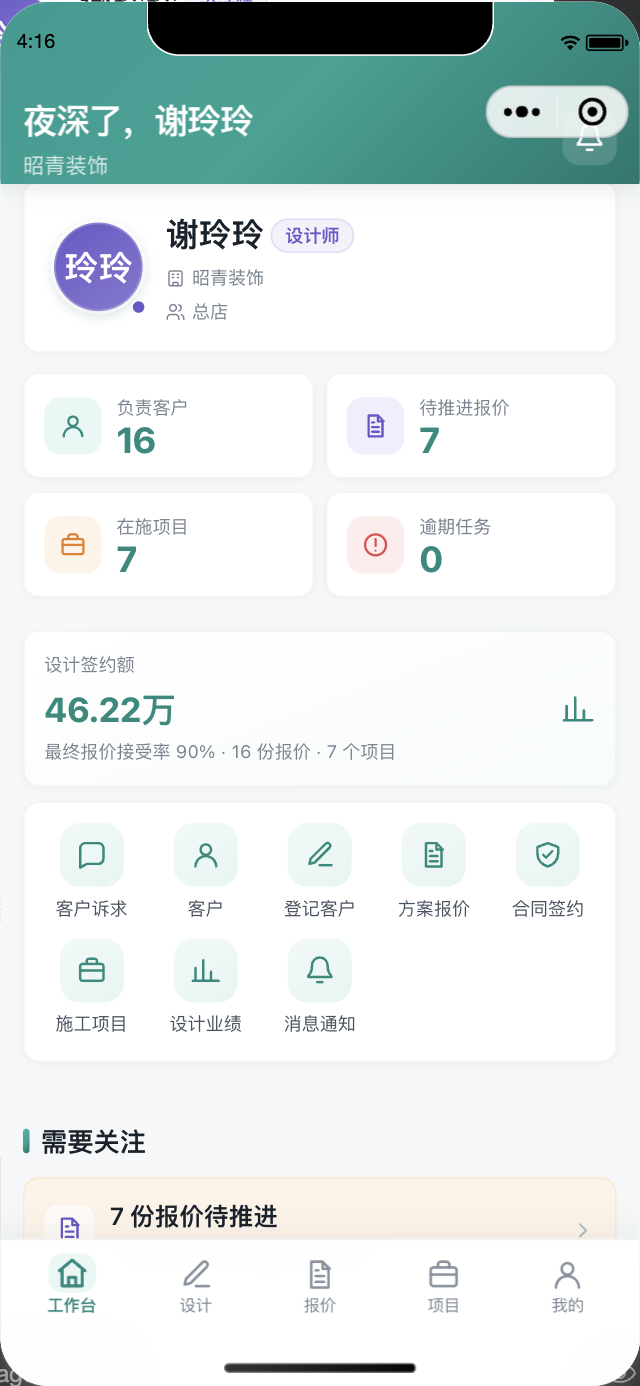 4:16
夜深了，谢玲玲
昭青装饰
玲玲
谢玲玲 设计师
昭青装饰
总店
负责客户
16
待推进报价
7
在施项目
7
逾期任务
0
设计签约额
46.22万
最终报价接受率 90% · 16 份报价 · 7 个项目
客户诉求 客户 登记客户 方案报价 合同签约
施工项目 设计业绩 消息通知
需要关注
7 份报价待推进
工作台 设计 报价 项目 我的